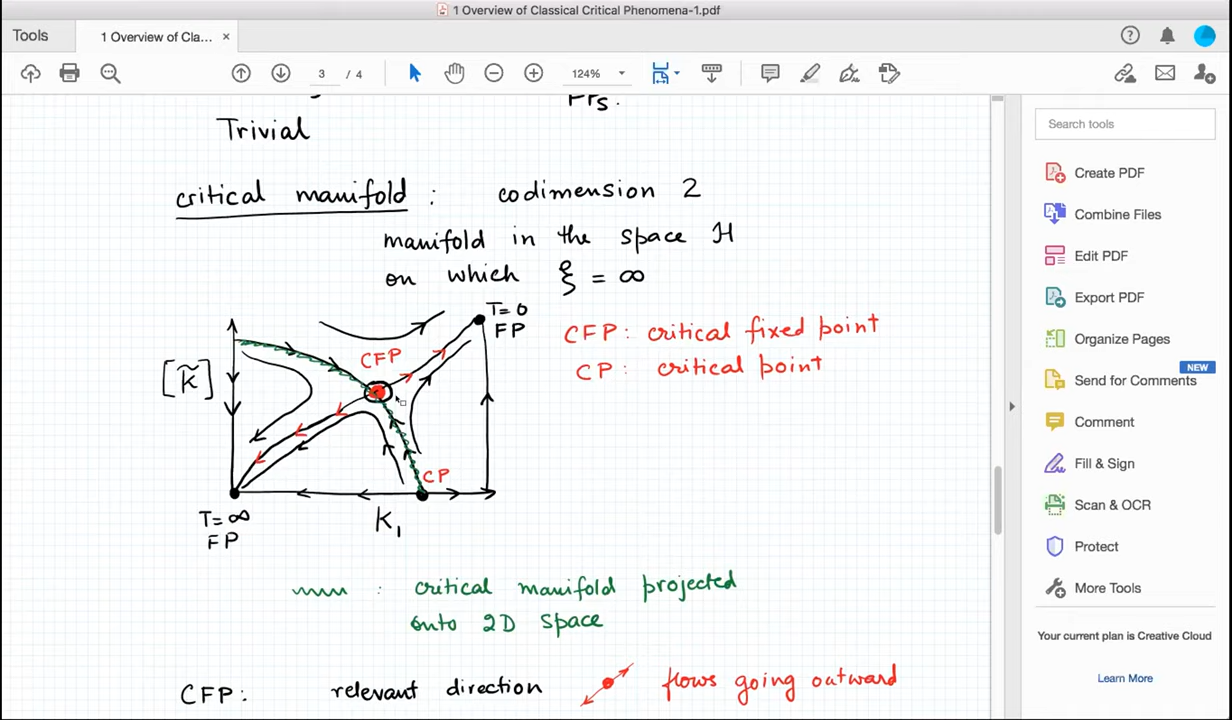 1 Overview of Classical Critical Phenomena-1.pdf
Tools
1 Overview of Cla...
×
3 / 4
124%
FPs.
Trivial
critical manifold : codimension 2
manifold in the space H
on which ξ = ∞
T=0
FP
CFP: critical fixed point
CP: critical point
CFP
[K̃]
CP
T=∞
FP
K₁
: critical manifold projected
onto 2D space
CFP: relevant direction flows going outward
Search tools
Create PDF
Combine Files
Edit PDF
Export PDF
Organize Pages
NEW
Send for Comments
Comment
Fill & Sign
Scan & OCR
Protect
More Tools
Your current plan is Creative Cloud
Learn More